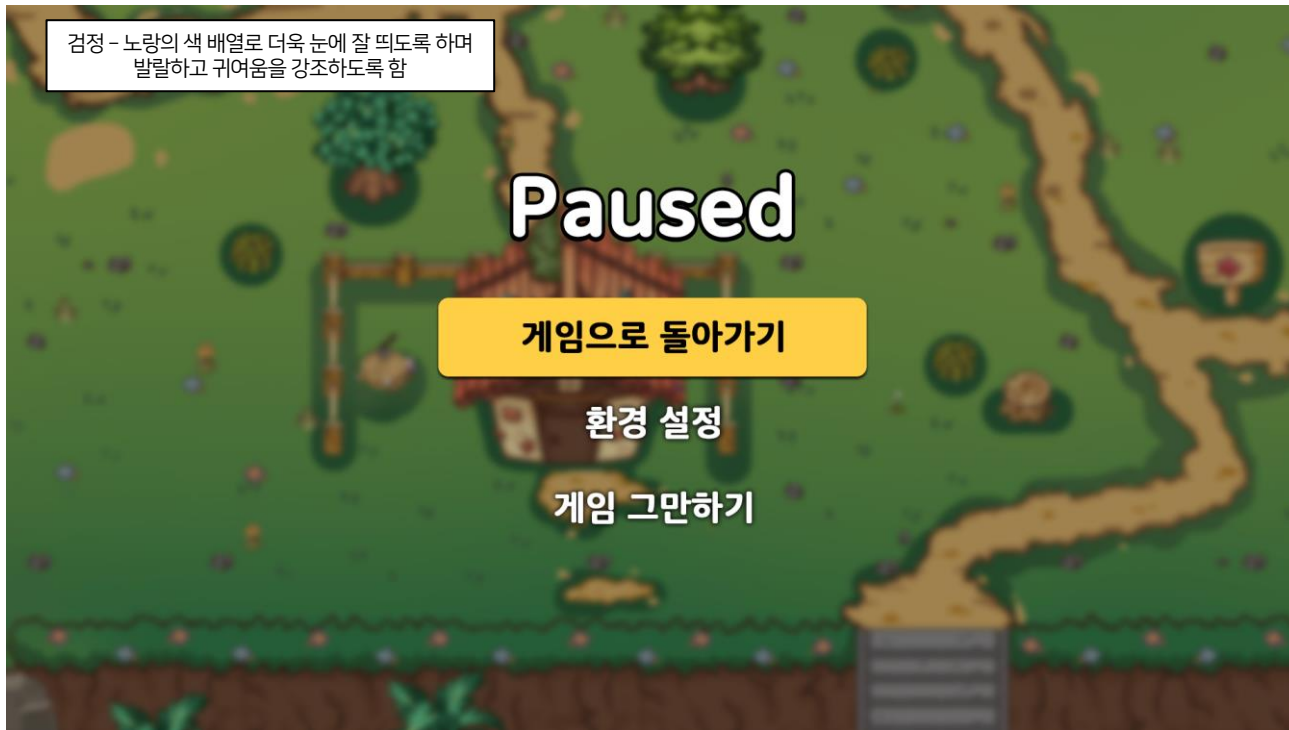 검정 – 노랑의 색 배열로 더욱 눈에 잘 띄도록 하며
발랄하고 귀여움을 강조하도록 함
Paused
게임으로 돌아가기
환경 설정
게임 그만하기